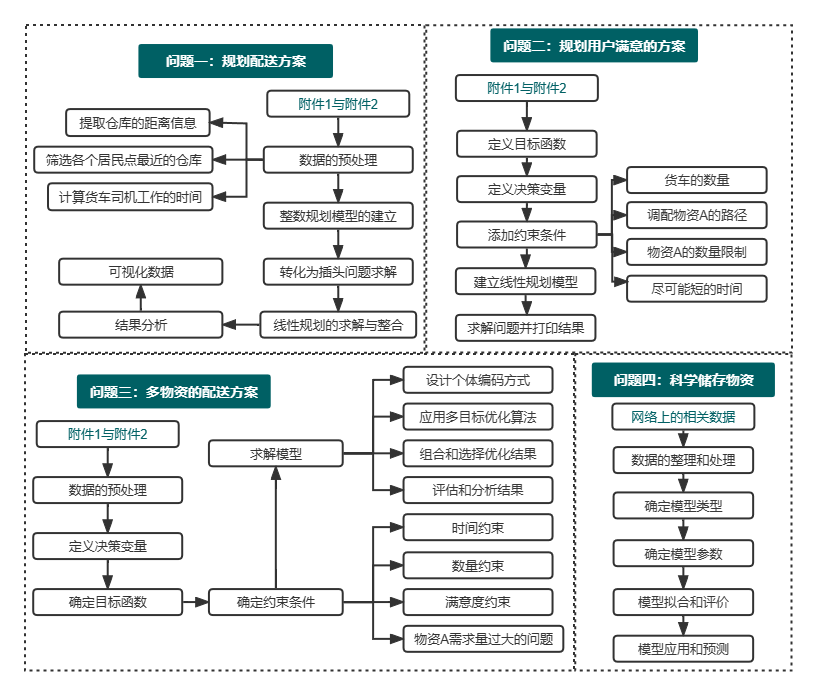 问题一：规划配送方案
附件1与附件2
提取仓库的距离信息
筛选各个居民点最近的仓库
数据的预处理
计算货车司机工作的时间
整数规划模型的建立
可视化数据
转化为插头问题求解
结果分析
线性规划的求解与整合
问题二：规划用户满意的方案
附件1与附件2
定义目标函数
定义决策变量
货车的数量
调配物资A的路径
添加约束条件
物资A的数量限制
建立线性规划模型
尽可能短的时间
求解问题并打印结果
问题三：多物资的配送方案
附件1与附件2
数据的预处理
定义决策变量
确定目标函数
确定约束条件
求解模型
设计个体编码方式
应用多目标优化算法
组合和选择优化结果
评估和分析结果
时间约束
数量约束
满意度约束
物资A需求量过大的问题
问题四：科学储存物资
网络上的相关数据
数据的整理和处理
确定模型类型
确定模型参数
模型拟合和评价
模型应用和预测